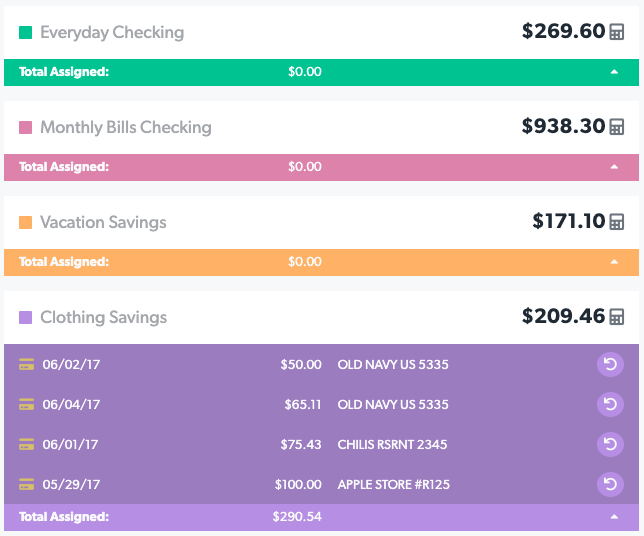 Everyday Checking $269.60
Total Assigned: $0.00
Monthly Bills Checking $938.30
Total Assigned: $0.00
Vacation Savings $171.10
Total Assigned: $0.00
Clothing Savings $209.46
06/02/17 $50.00 OLD NAVY US 5335
06/04/17 $65.11 OLD NAVY US 5335
06/01/17 $75.43 CHILIS RSRNT 2345
05/29/17 $100.00 APPLE STORE #R125
Total Assigned: $290.54